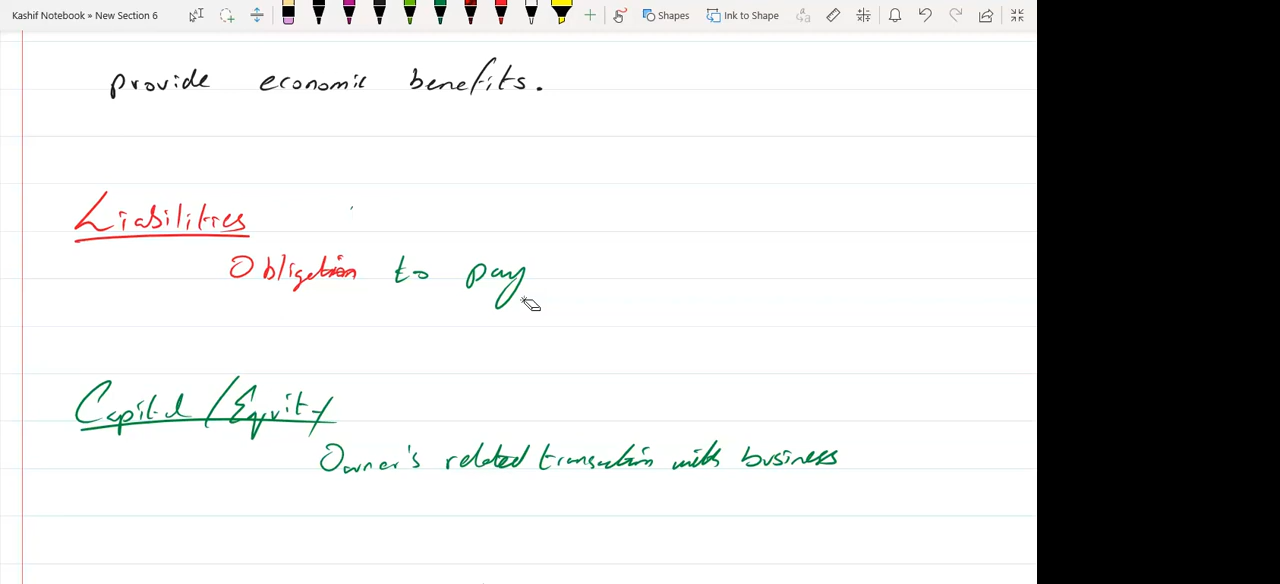 Kashif Notebook » New Section 6
Shapes
Ink to Shape
provide economic benefits.
Liabilities
Obligation to pay
Capital/Equity
Owner's related transaction with business